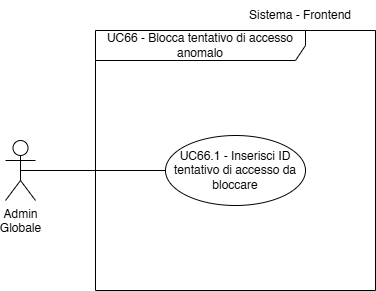 Sistema - Frontend
UC66 - Blocca tentativo di accesso
anomalo
UC66.1 - Inserisci ID
tentativo di accesso da
bloccare
Admin
Globale